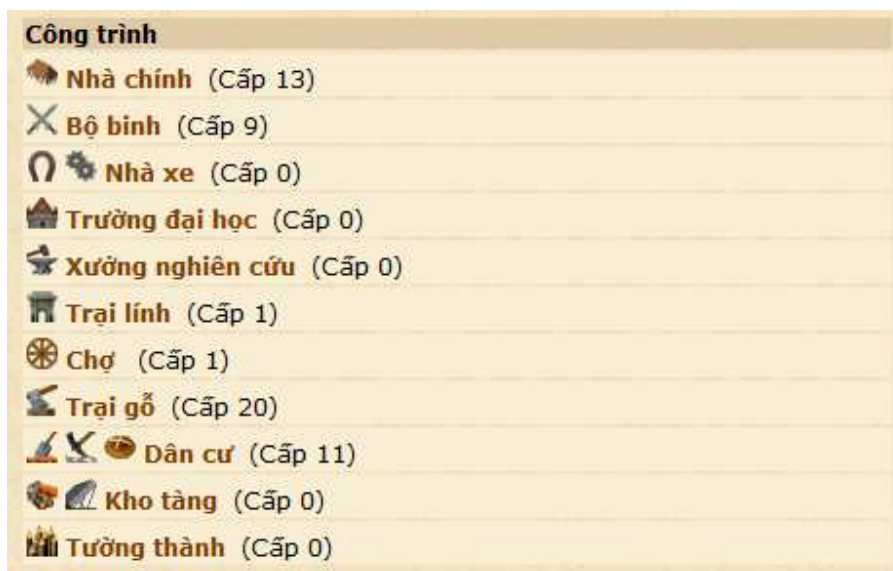 Công trình
Nhà chính (Cấp 13)
Bộ binh (Cấp 9)
Nhà xe (Cấp 0)
Trường đại học (Cấp 0)
Xưởng nghiên cứu (Cấp 0)
Trại lính (Cấp 1)
Chợ (Cấp 1)
Trại gỗ (Cấp 20)
Dân cư (Cấp 11)
Kho tàng (Cấp 0)
Tường thành (Cấp 0)